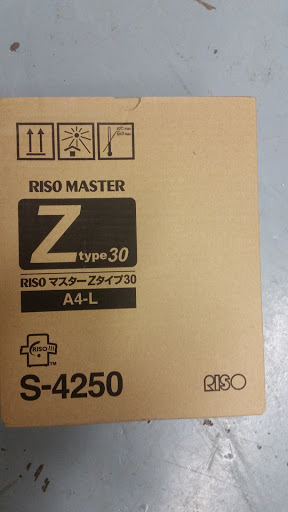 RISO MASTER
Z type 30
RISO マスター Zタイプ30
A4-L
RISO
TM
S-4250
RISO